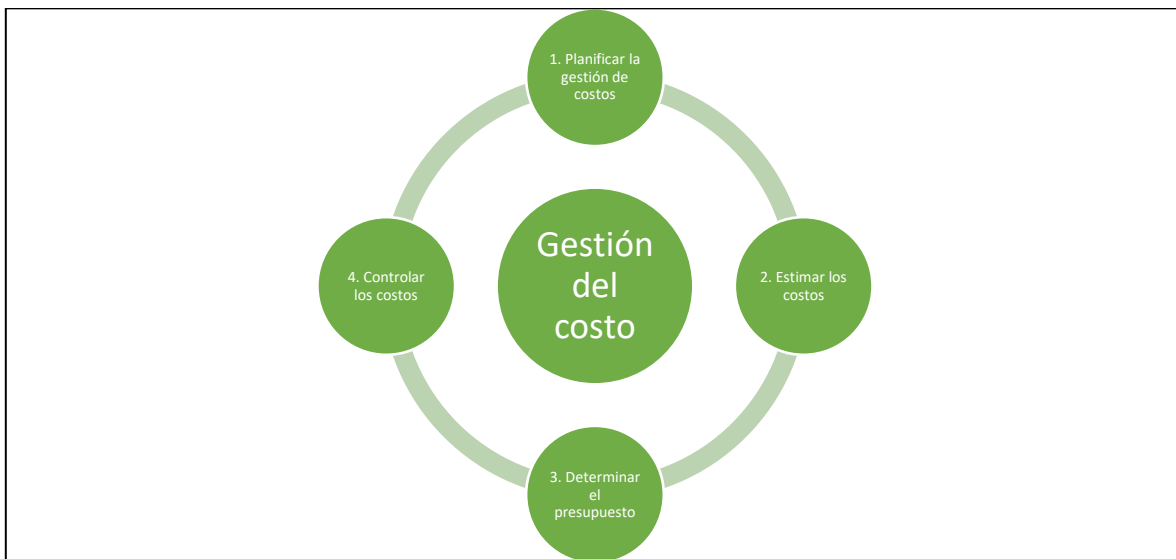 1. Planificar la
gestión de
costos
Gestión
del
costo
4. Controlar
los costos
2. Estimar los
costos
3. Determinar
el
presupuesto